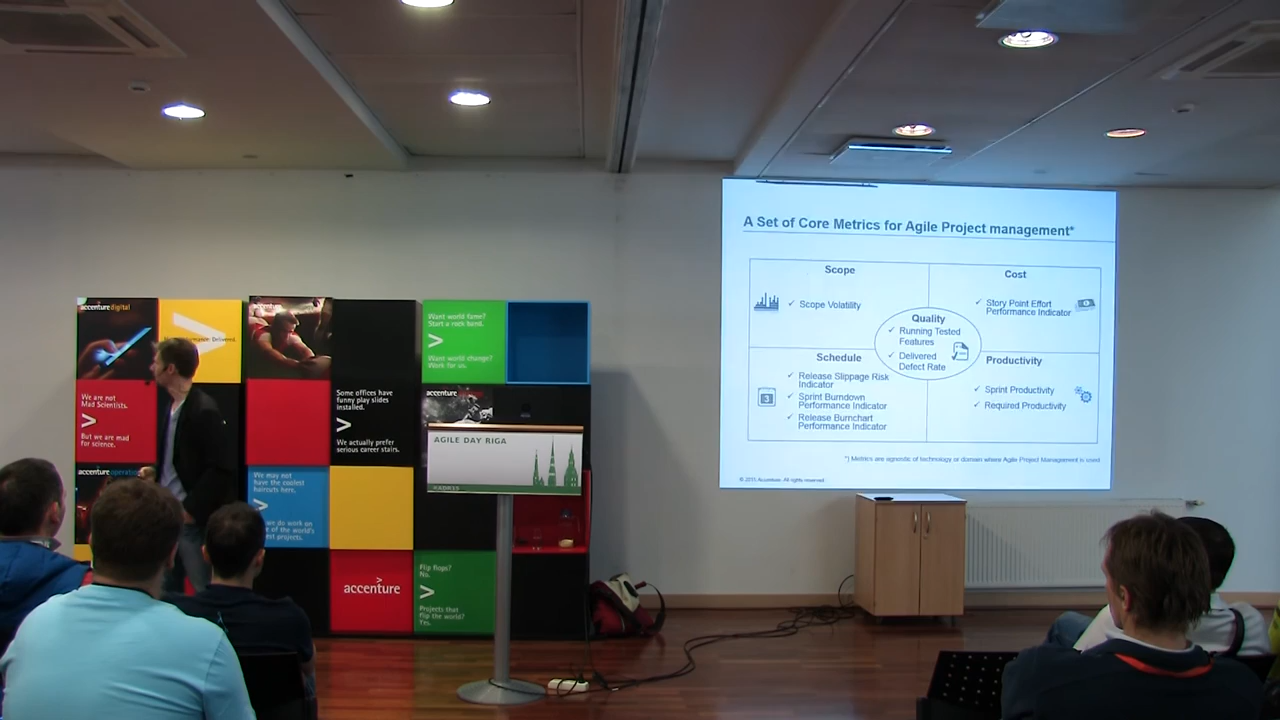 accenture digital
Delivered.
We are not
Mad Scientists.
>
But we are mad
for science.
accenture operations
We may not
have the coolest
haircuts here.
>
we do work on
of the world's
projects.
Some offices have
funny play slides
installed.
>
We actually prefer
serious career stairs.
accenture
Want world fame?
Start a rock band.
>
Want world change?
Work for us.
accenture
AGILE DAY RIGA
Flip flops?
No.
>
Projects that
flip the world?
Yes.
A Set of Core Metrics for Agile Project management*
Scope
✓ Scope Volatility
Cost
✓ Story Point Effort
Performance Indicator
Quality
✓ Running Tested
Features
✓ Delivered
Defect Rate
Schedule
✓ Release Slippage Risk
Indicator
✓ Sprint Burndown
Performance Indicator
✓ Release Burnchart
Performance Indicator
3
Productivity
✓ Sprint Productivity
✓ Required Productivity
*) Metrics are agnostic of technology or domain where Agile Project Management is used
© 2015 Accenture. All rights reserved.